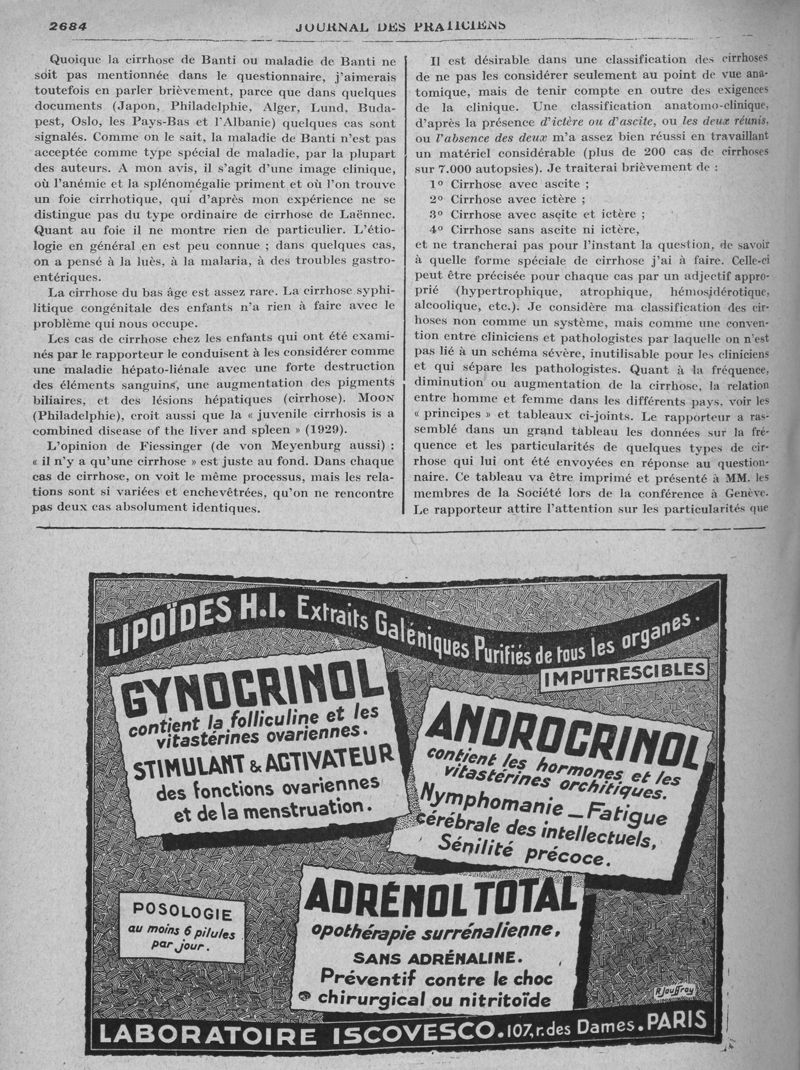 2684
JOURNAL DES PRATICIENS
Quoique la cirrhose de Banti ou maladie de Banti ne
soit pas mentionnée dans le questionnaire, j'aimerais
toutefois en parler brièvement, parce que dans quelques
documents (Japon, Philadelphie, Alger, Lund, Buda-
pest, Oslo, les Pays-Bas et l'Albanie) quelques cas sont
signalés. Comme on le sait, la maladie de Banti n'est pas
acceptée comme type spécial de maladie, par la plupart
des auteurs. A mon avis, il s'agit d'une image clinique,
où l'anémie et la splénomégalie priment et où l'on trouve
un foie cirrhotique, qui d'après mon expérience ne se
distingue pas du type ordinaire de cirrhose de Laënnec.
Quant au foie il ne montre rien de particulier. L'étio-
logie en général en est peu connue ; dans quelques cas,
on a pensé à la luès, à la malaria, à des troubles gastro-
entériques.
La cirrhose du bas âge est assez rare. La cirrhose syphi-
litique congénitale des enfants n'a rien à faire avec le
problème qui nous occupe.
Les cas de cirrhose chez les enfants qui ont été exami-
nés par le rapporteur le conduisent à les considérer comme
une maladie hépato-liénale avec une forte destruction
des éléments sanguins, une augmentation des pigments
biliaires, et des lésions hépatiques (cirrhose). MOON
(Philadelphie), croit aussi que la « juvenile cirrhosis is a
combined disease of the liver and spleen » (1929).
L'opinion de Fiessinger (de von Meyenburg aussi) :
« il n'y a qu'une cirrhose » est juste au fond. Dans chaque
cas de cirrhose, on voit le même processus, mais les rela-
tions sont si variées et enchevêtrées, qu'on ne rencontre
pas deux cas absolument identiques.
Il est désirable dans une classification des cirrhoses
de ne pas les considérer seulement au point de vue ana-
tomique, mais de tenir compte en outre des exigences
de la clinique. Une classification anatomo-clinique,
d'après la présence d'ictère ou d'ascite, ou les deux réunis,
ou l'absence des deux m'a assez bien réussi en travaillant
un matériel considérable (plus de 200 cas de cirrhoses
sur 7.000 autopsies). Je traiterai brièvement de :
1º Cirrhose avec ascite ;
2º Cirrhose avec ictère ;
3º Cirrhose avec ascite et ictère ;
4º Cirrhose sans ascite ni ictère,
et ne trancherai pas pour l'instant la question, de savoir
à quelle forme spéciale de cirrhose j'ai à faire. Celle-ci
peut être précisée pour chaque cas par un adjectif appro-
prié (hypertrophique, atrophique, hémosidérotique,
alcoolique, etc.). Je considère ma classification des cir-
rhoses non comme un système, mais comme une conven-
tion entre cliniciens et pathologistes par laquelle on n'est
pas lié à un schéma sévère, inutilisable pour les cliniciens
et qui sépare les pathologistes. Quant à la fréquence,
diminution ou augmentation de la cirrhose, la relation
entre homme et femme dans les différents pays, voir les
« principes » et tableaux ci-joints. Le rapporteur a ras-
semblé dans un grand tableau les données sur la fré-
quence et les particularités de quelques types de cir-
rhose qui lui ont été envoyées en réponse au question-
naire. Ce tableau va être imprimé et présenté à MM. les
membres de la Société lors de la conférence à Genève.
Le rapporteur attire l'attention sur les particularités que
LIPOÏDES H.I. Extraits Galéniques Purifiés de tous les organes.
IMPUTRESCIBLES
GYNOCRINOL
contient la folliculine et les
vitastérines ovariennes.
STIMULANT & ACTIVATEUR
des fonctions ovariennes
et de la menstruation.
ANDROCRINOL
contient les hormones et les
vitastérines orchitiques.
Nymphomanie _ Fatigue
cérébrale des intellectuels,
Sénilité précoce.
ADRÉNOL TOTAL
opothérapie surrénalienne,
SANS ADRÉNALINE.
Préventif contre le choc
chirurgical ou nitritoïde
POSOLOGIE
au moins 6 pilules
par jour.
R. Jouffroy
LABORATOIRE ISCOVESCO. 107, r. des Dames. PARIS